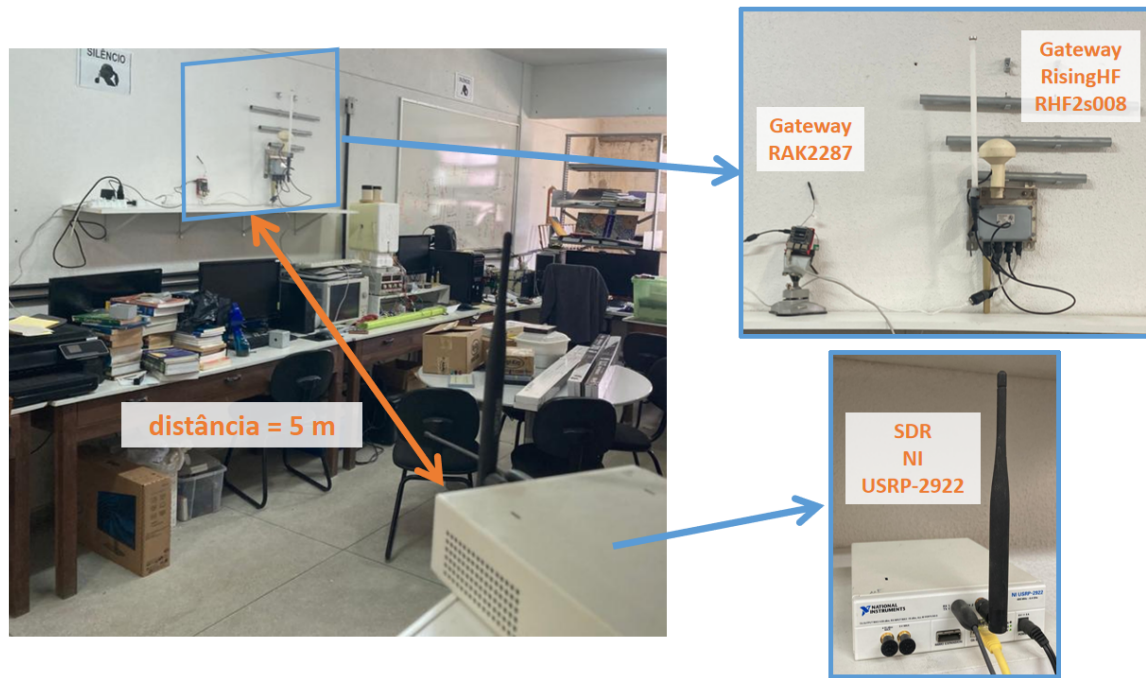 SILÊNCIO
Gateway
RAK2287
Gateway
RisingHF
RHF2s008
distância = 5 m
SDR
NI
USRP-2922
NATIONAL
INSTRUMENTS
NI USRP-2922